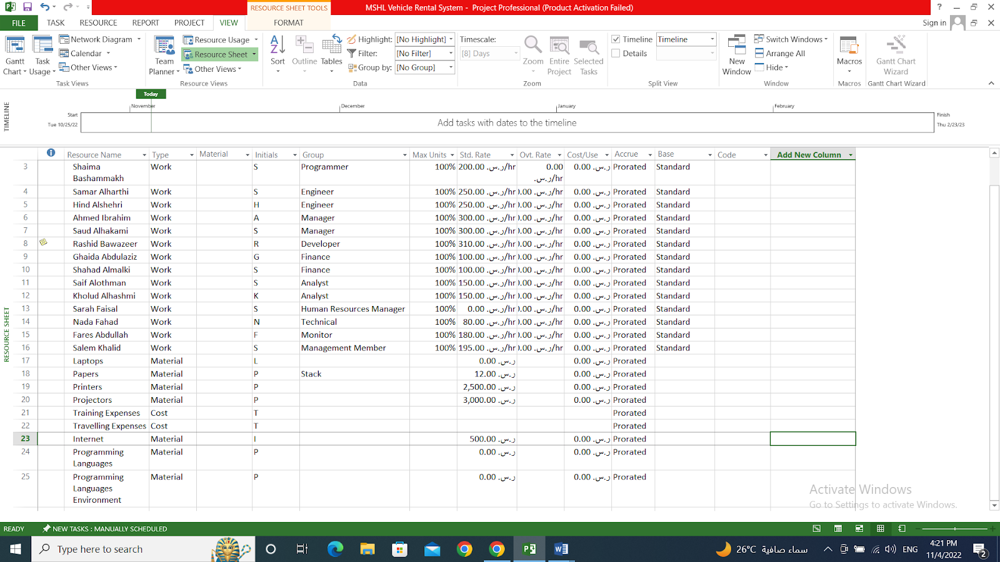 RESOURCE SHEET TOOLS
MSHL Vehicle Rental System - Project Professional (Product Activation Failed)
?
FILE TASK RESOURCE REPORT PROJECT VIEW FORMAT Sign in
Gantt Chart
Task Usage
Network Diagram
Calendar
Other Views
Task Views
Team Planner
Resource Usage
Resource Sheet
Other Views
Resource Views
Sort
Outline
Tables
Highlight: [No Highlight]
Filter: [No Filter]
Group by: [No Group]
Data
Timescale:
[8] Days
Zoom
Entire Project
Selected Tasks
Zoom
Timeline Timeline
Details
Split View
New Window
Switch Windows
Arrange All
Hide
Window
Macros
Macros
Gantt Chart Wizard
Gantt Chart Wizard
Today
TIMELINE
November December January February
Start
Tue 10/25/22
Add tasks with dates to the timeline
Finish
Thu 2/23/23
RESOURCE SHEET
Resource Name Type Material Initials Group Max Units Std. Rate Ovt. Rate Cost/Use Accrue Base Code Add New Column
3 Shaima Bashammakh Work S Programmer 100% 200.00 ر.س./hr 0.00 ر.س./hr 0.00 ر.س. Prorated Standard
4 Samar Alharthi Work S Engineer 100% 250.00 ر.س./hr .00 ر.س./hr 0.00 ر.س. Prorated Standard
5 Hind Alshehri Work H Engineer 100% 250.00 ر.س./hr .00 ر.س./hr 0.00 ر.س. Prorated Standard
6 Ahmed Ibrahim Work A Manager 100% 300.00 ر.س./hr .00 ر.س./hr 0.00 ر.س. Prorated Standard
7 Saud Alhakami Work S Manager 100% 300.00 ر.س./hr .00 ر.س./hr 0.00 ر.س. Prorated Standard
8 Rashid Bawazeer Work R Developer 100% 310.00 ر.س./hr .00 ر.س./hr 0.00 ر.س. Prorated Standard
9 Ghaida Abdulaziz Work G Finance 100% 100.00 ر.س./hr .00 ر.س./hr 0.00 ر.س. Prorated Standard
10 Shahad Almalki Work S Finance 100% 100.00 ر.س./hr .00 ر.س./hr 0.00 ر.س. Prorated Standard
11 Saif Alothman Work S Analyst 100% 150.00 ر.س./hr .00 ر.س./hr 0.00 ر.س. Prorated Standard
12 Kholud Alhashmi Work K Analyst 100% 150.00 ر.س./hr .00 ر.س./hr 0.00 ر.س. Prorated Standard
13 Sarah Faisal Work S Human Resources Manager 100% 0.00 ر.س./hr .00 ر.س./hr 0.00 ر.س. Prorated Standard
14 Nada Fahad Work N Technical 100% 80.00 ر.س./hr .00 ر.س./hr 0.00 ر.س. Prorated Standard
15 Fares Abdullah Work F Monitor 100% 180.00 ر.س./hr .00 ر.س./hr 0.00 ر.س. Prorated Standard
16 Salem Khalid Work S Management Member 100% 195.00 ر.س./hr .00 ر.س./hr 0.00 ر.س. Prorated Standard
17 Laptops Material L 0.00 ر.س. 0.00 ر.س. Prorated
18 Papers Material P Stack 12.00 ر.س. 0.00 ر.س. Prorated
19 Printers Material P 2,500.00 ر.س. 0.00 ر.س. Prorated
20 Projectors Material P 3,000.00 ر.س. 0.00 ر.س. Prorated
21 Training Expenses Cost T Prorated
22 Travelling Expenses Cost T Prorated
23 Internet Material I 500.00 ر.س. 0.00 ر.س. Prorated
24 Programming Languages Material P 0.00 ر.س. 0.00 ر.س. Prorated
25 Programming Languages Environment Material P 0.00 ر.س. 0.00 ر.س. Prorated
Activate Windows
Go to Settings to activate Windows.
READY NEW TASKS : MANUALLY SCHEDULED
Type here to search
26°C سماء صافية
ENG
4:21 PM
11/4/2022
2